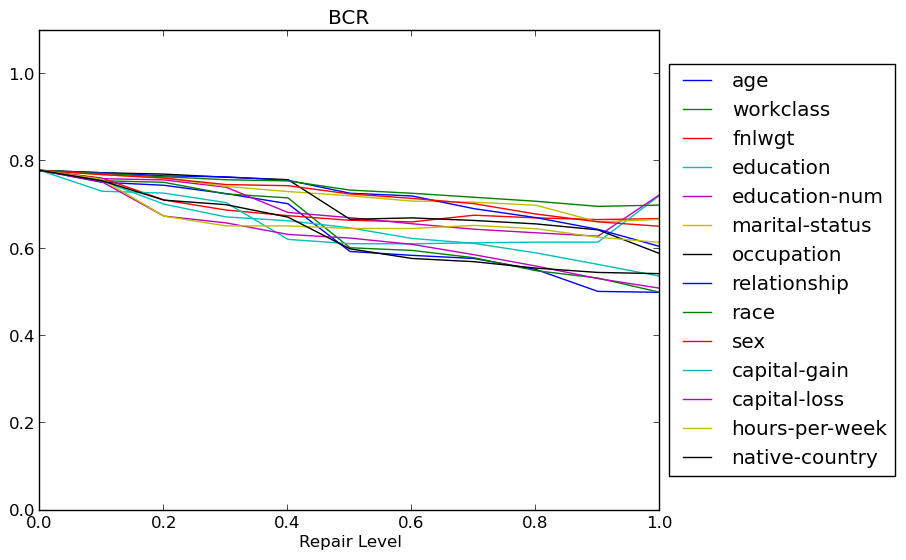 BCR
1.0
0.8
0.6
0.4
0.2
0.0
0.0 0.2 0.4 0.6 0.8 1.0
Repair Level
age
workclass
fnlwgt
education
education-num
marital-status
occupation
relationship
race
sex
capital-gain
capital-loss
hours-per-week
native-country